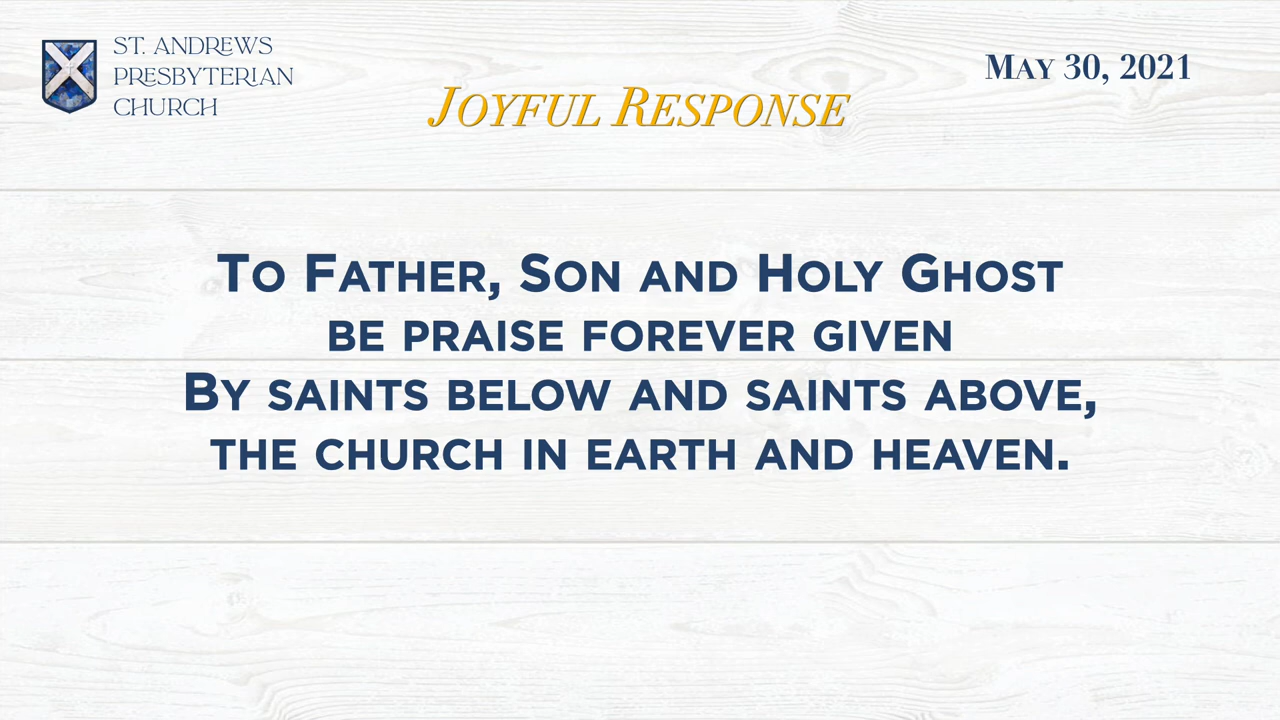 ST. ANDREWS
PRESBYTERIAN
CHURCH
MAY 30, 2021
JOYFUL RESPONSE
TO FATHER, SON AND HOLY GHOST
BE PRAISE FOREVER GIVEN
BY SAINTS BELOW AND SAINTS ABOVE,
THE CHURCH IN EARTH AND HEAVEN.